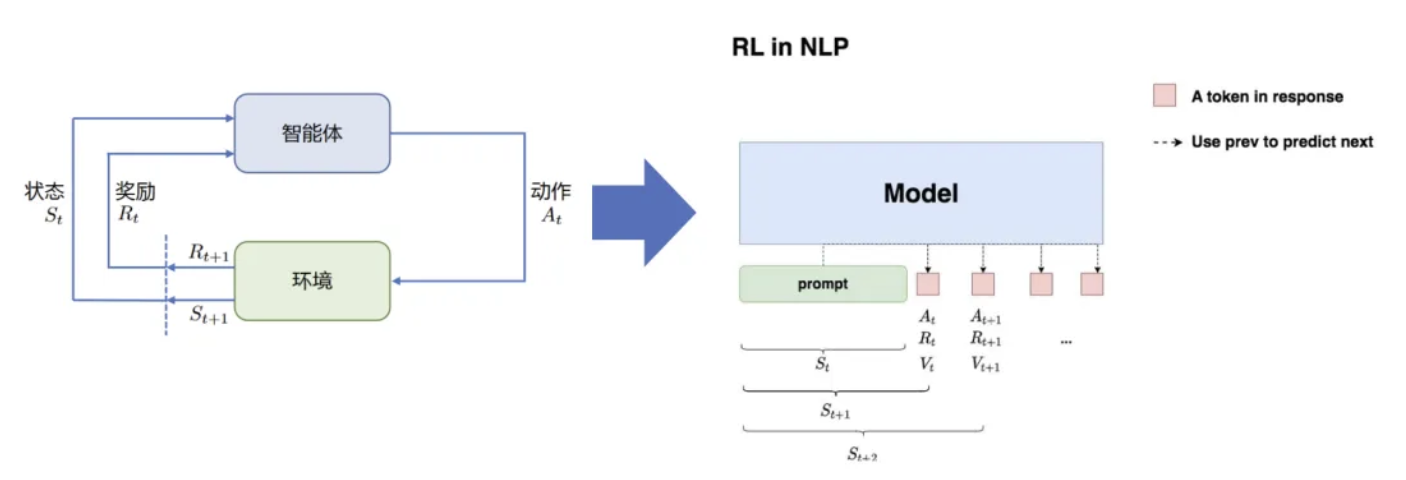 智能体
状态
S_t
奖励
R_t
动作
A_t
R_{t+1}
环境
S_{t+1}
RL in NLP
A token in response
Use prev to predict next
Model
prompt
A_t
A_{t+1}
R_t
R_{t+1}
...
V_t
V_{t+1}
S_t
S_{t+1}
S_{t+2}